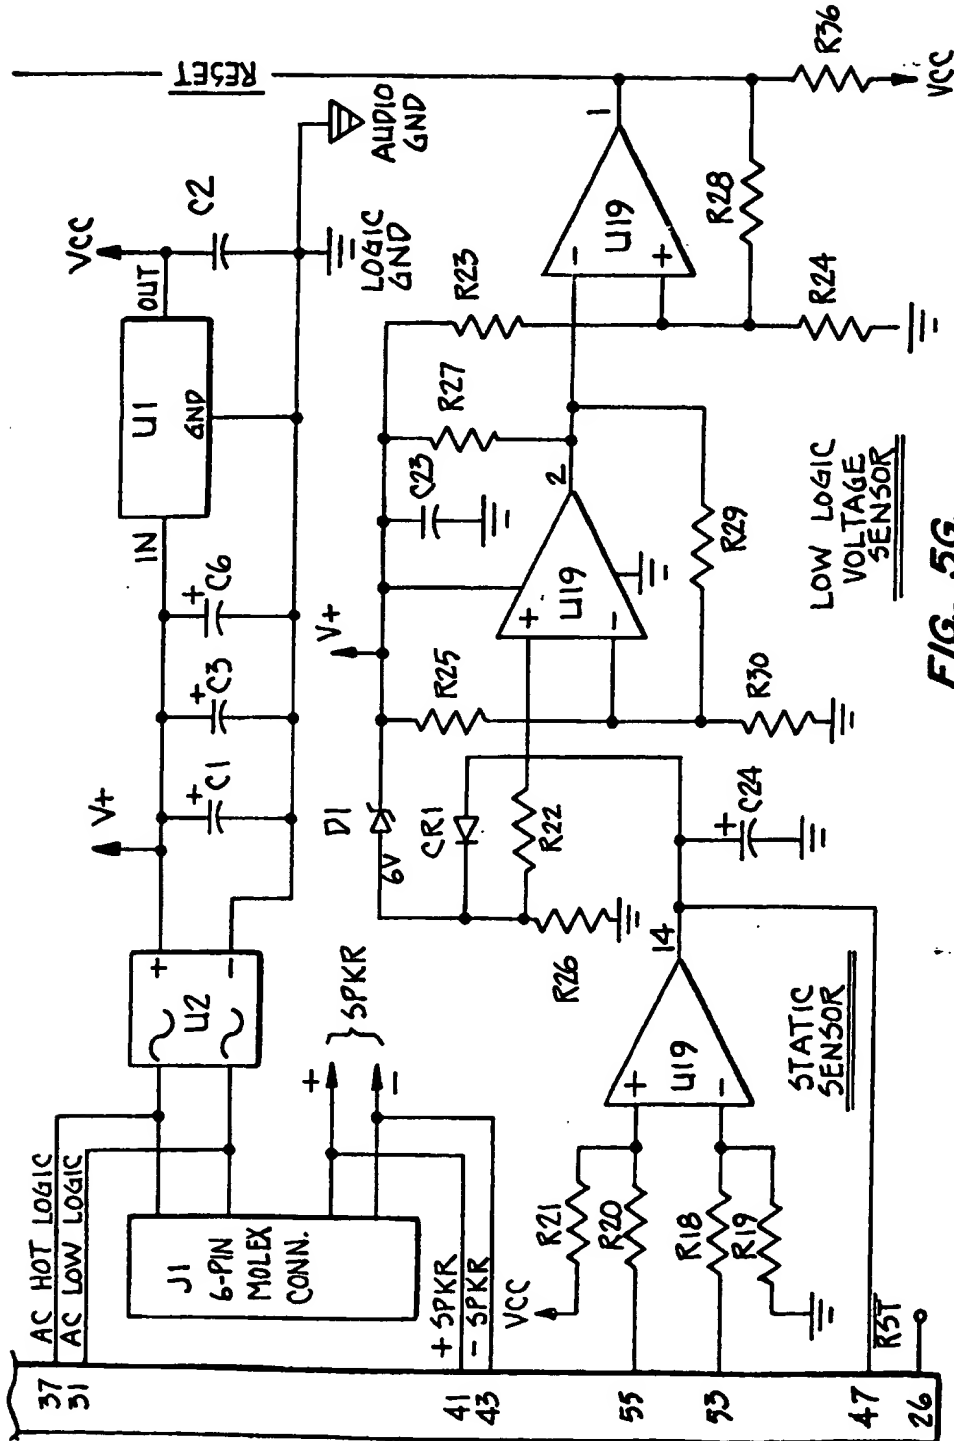 AC HOT LOGIC
AC LOW LOGIC
37
31
J1
6-PIN
MOLEX
CONN.
U2
+
−
V+
+
C1
+
C3
+
C6
IN
U1
GND
OUT
VCC
C2
LOGIC
GND
AUDIO
GND
RESET
+
−
SPKR
+ SPKR
- SPKR
41
43
VCC
R21
R20
R18
R19
55
53
47
26
RST
+
−
U19
14
STATIC
SENSOR
D1
6V
CR1
R22
R26
+
C24
V+
R25
R30
+
−
U19
2
C23
R27
R29
R23
−
+
U19
1
R28
R24
R36
VCC
LOW LOGIC
VOLTAGE
SENSOR
FIG. 5G